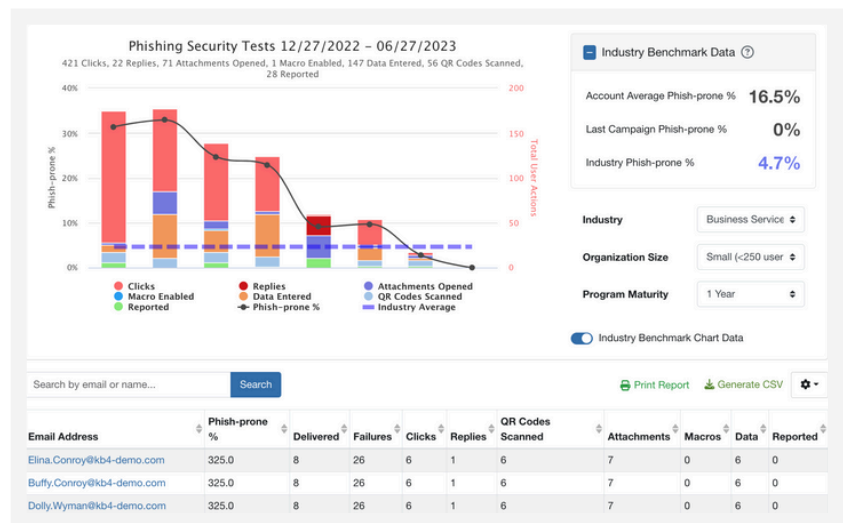 Phishing Security Tests 12/27/2022 – 06/27/2023
421 Clicks, 22 Replies, 71 Attachments Opened, 1 Macro Enabled, 147 Data Entered, 56 QR Codes Scanned,
28 Reported
40%
30%
20%
10%
0%
Phish-prone %
200
150
100
50
0
Total User Actions
Clicks
Replies
Attachments Opened
Macro Enabled
Data Entered
QR Codes Scanned
Reported
Phish-prone %
Industry Average
Industry Benchmark Data ?
Account Average Phish-prone % 16.5%
Last Campaign Phish-prone % 0%
Industry Phish-prone % 4.7%
Industry Business Service
Organization Size Small (<250 user
Program Maturity 1 Year
Industry Benchmark Chart Data
Search by email or name... Search
Print Report Generate CSV
Email Address Phish-prone % Delivered Failures Clicks Replies QR Codes Scanned Attachments Macros Data Reported
Elina.Conroy@kb4-demo.com 325.0 8 26 6 1 6 7 0 6 0
Buffy.Conroy@kb4-demo.com 325.0 8 26 6 1 6 7 0 6 0
Dolly.Wyman@kb4-demo.com 325.0 8 26 6 1 6 7 0 6 0